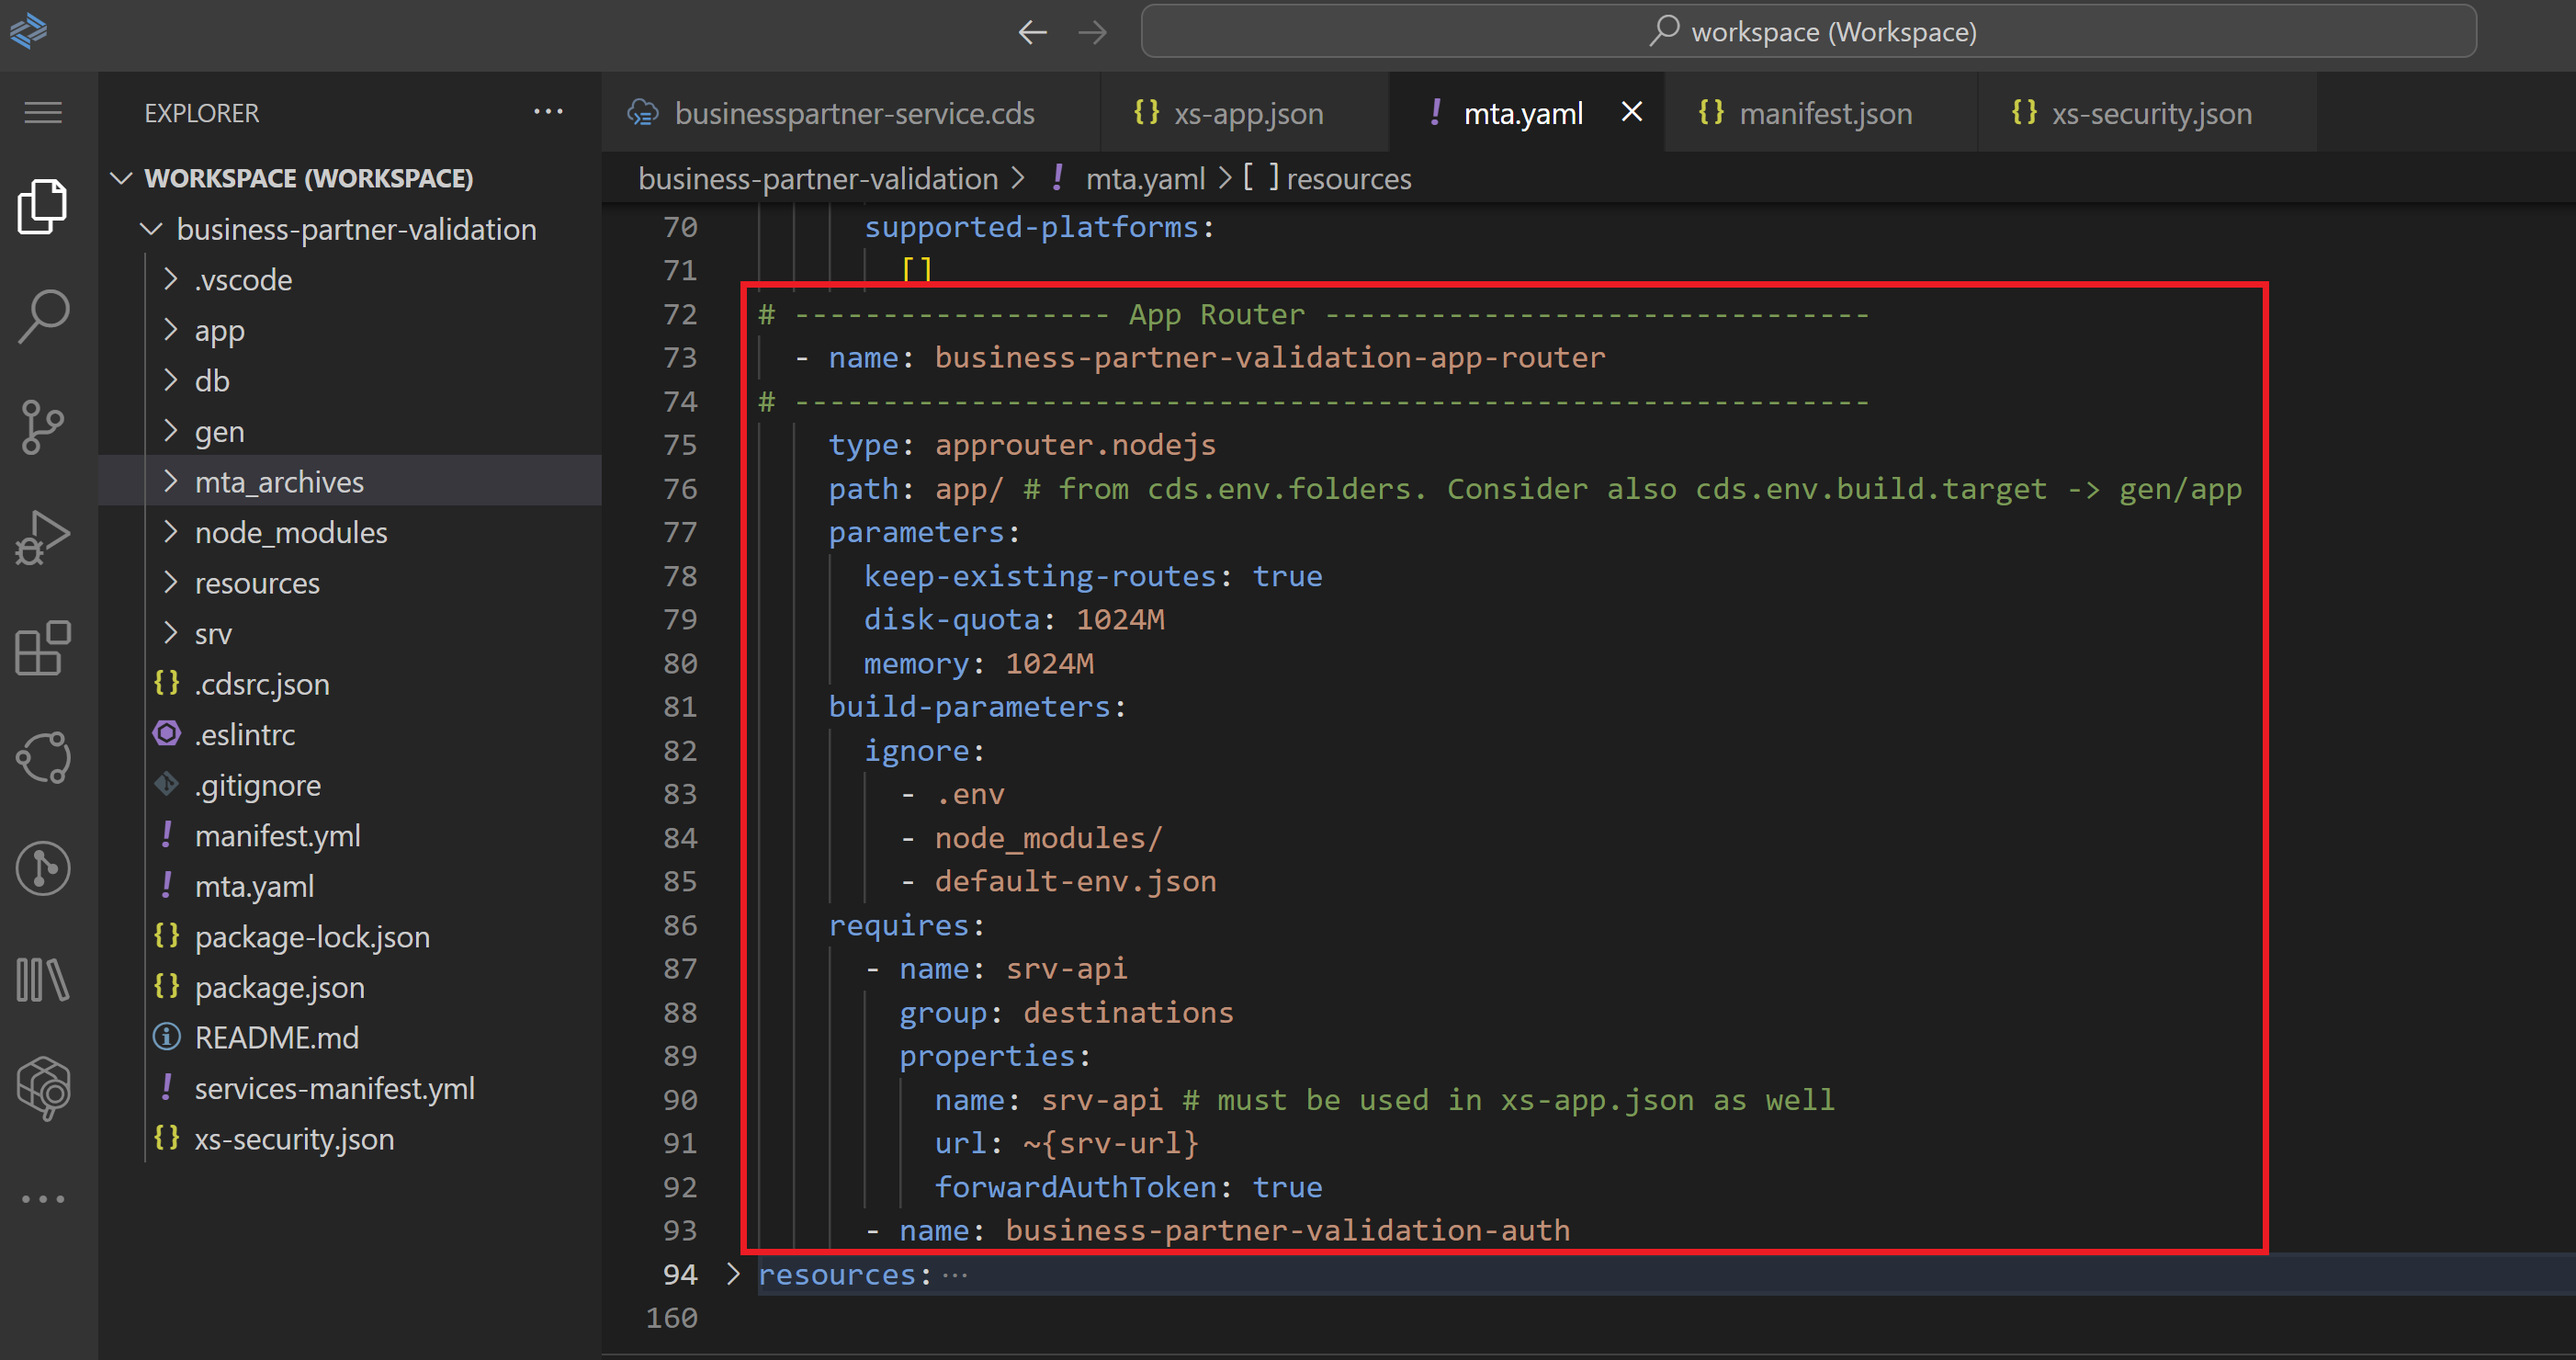 workspace (Workspace)
EXPLORER
businesspartner-service.cds
{} xs-app.json
! mta.yaml
{} manifest.json
{} xs-security.json
business-partner-validation > ! mta.yaml > [ ] resources
WORKSPACE (WORKSPACE)
business-partner-validation
.vscode
app
db
gen
mta_archives
node_modules
resources
srv
{} .cdsrc.json
.eslintrc
.gitignore
! manifest.yml
! mta.yaml
{} package-lock.json
{} package.json
README.md
! services-manifest.yml
{} xs-security.json
70 supported-platforms:
71 []
72 # ------------------ App Router -------------------------------
73 - name: business-partner-validation-app-router
74 # -------------------------------------------------------------
75 type: approuter.nodejs
76 path: app/ # from cds.env.folders. Consider also cds.env.build.target -> gen/app
77 parameters:
78 keep-existing-routes: true
79 disk-quota: 1024M
80 memory: 1024M
81 build-parameters:
82 ignore:
83 - .env
84 - node_modules/
85 - default-env.json
86 requires:
87 - name: srv-api
88 group: destinations
89 properties:
90 name: srv-api # must be used in xs-app.json as well
91 url: ~{srv-url}
92 forwardAuthToken: true
93 - name: business-partner-validation-auth
94 resources: ···
160